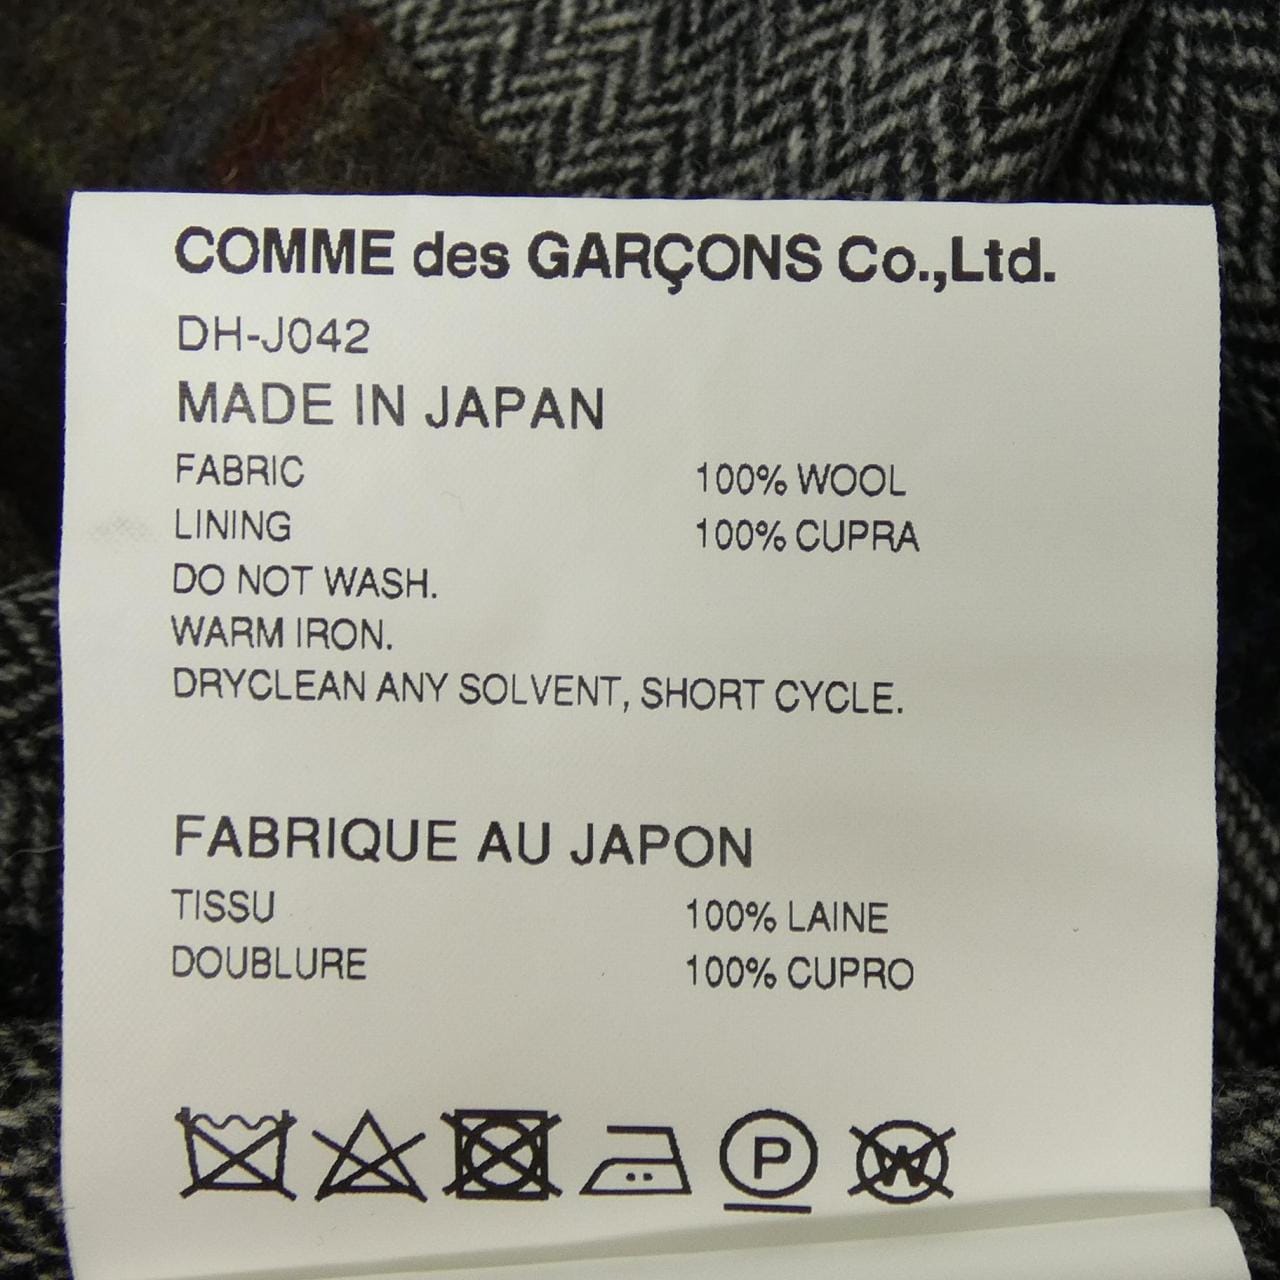 COMME des GARÇONS Co.,Ltd.
DH-J042
MADE IN JAPAN
FABRIC 100% WOOL
LINING 100% CUPRA
DO NOT WASH.
WARM IRON.
DRYCLEAN ANY SOLVENT, SHORT CYCLE.
FABRIQUE AU JAPON
TISSU 100% LAINE
DOUBLURE 100% CUPRO
P W